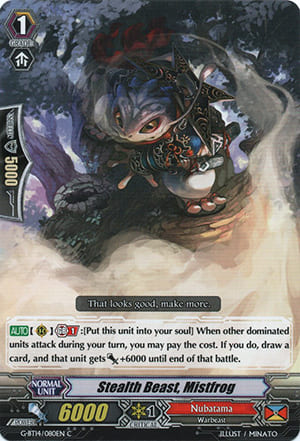 1
GRADE
5000
That looks good, make more.
AUTO [ ] 1 :[Put this unit into your soul] When other dominated
units attack during your turn, you may pay the cost. If you do, draw a
card, and that unit gets +6000 until end of that battle.
NORMAL
UNIT
Stealth Beast, Mistfrog
POWER
6000
1
CRITICAL
Nubatama
Warbeast
G-BT14/080EN C
ILLUST / MINATO